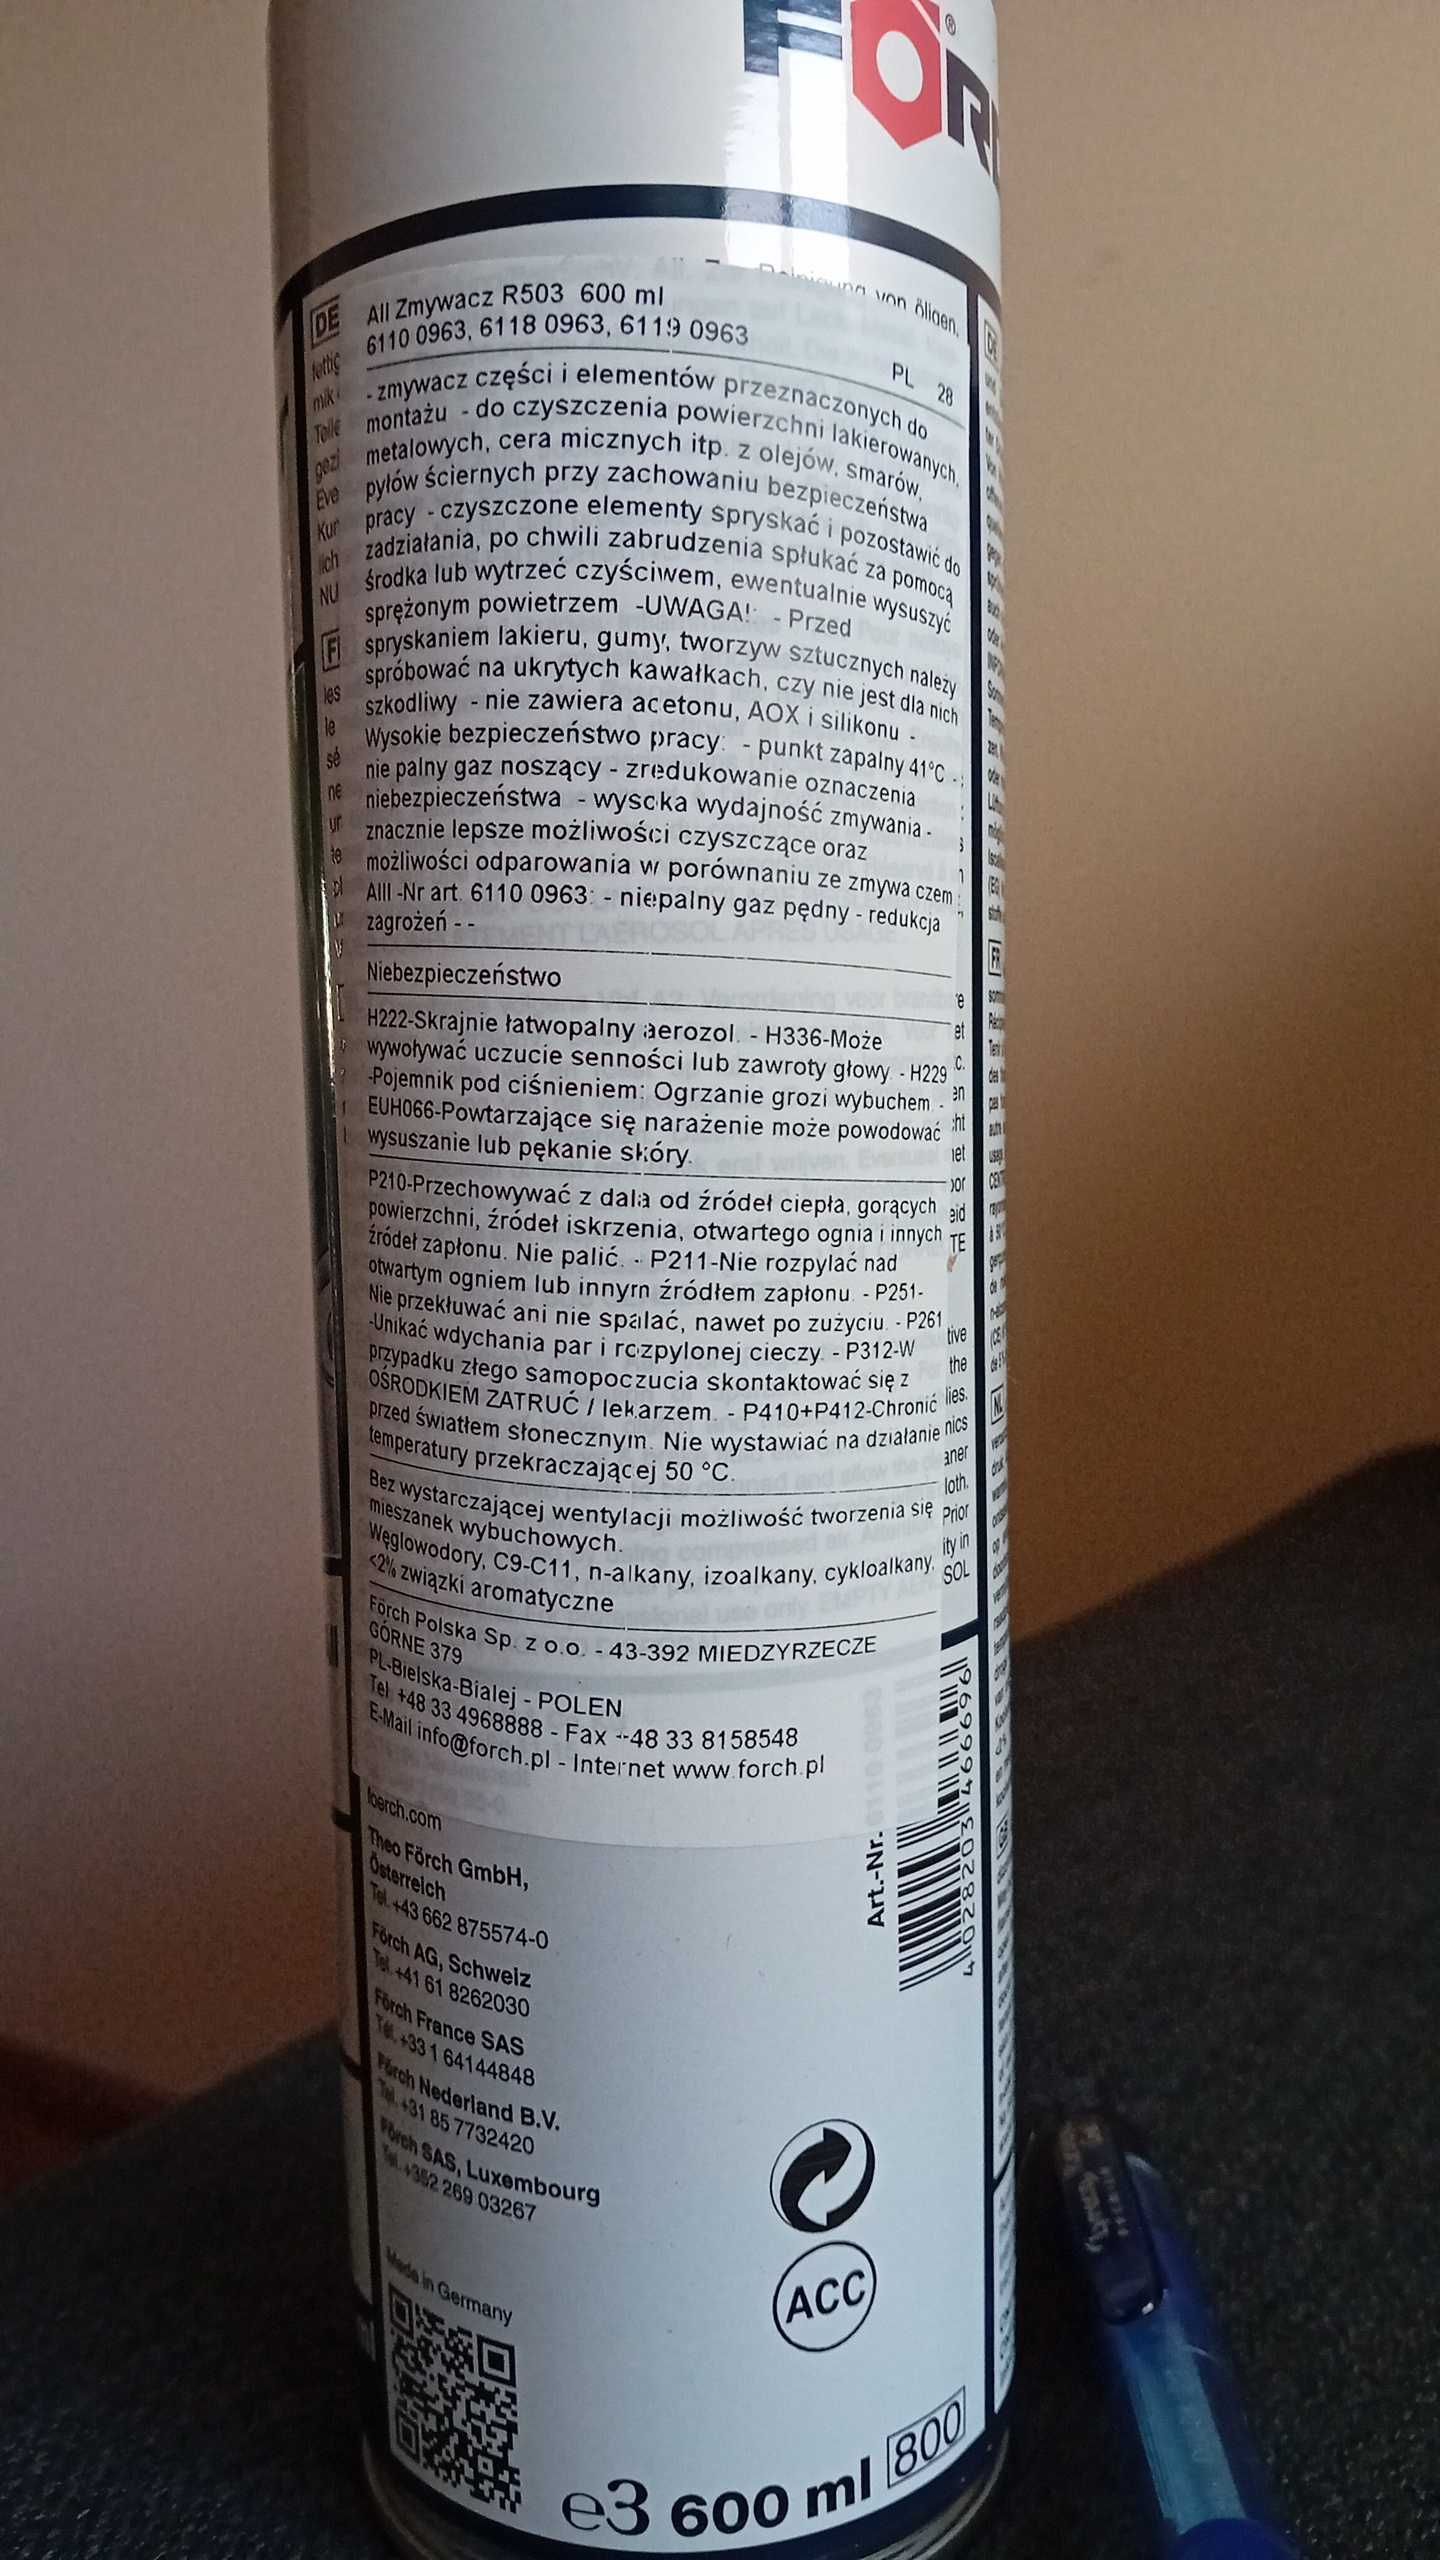 FÖR
®
von öligen,
All Zmywacz R503 600 ml
6110 0963, 6118 0963, 6119 0963
PL 28
- zmywacz części i elementów przeznaczonych do
montażu - do czyszczenia powierzchni lakierowanych,
metalowych, cera micznych itp. z olejów, smarów,
pyłów ściernych przy zachowaniu bezpieczeństwa
pracy - czyszczone elementy spryskać i pozostawić do
zadziałania, po chwili zabrudzenia spłukać za pomocą
środka lub wytrzeć czyściwem, ewentualnie wysuszyć
sprężonym powietrzem -UWAGA!: - Przed
spryskaniem lakieru, gumy, tworzyw sztucznych należy
spróbować na ukrytych kawałkach, czy nie jest dla nich
szkodliwy - nie zawiera acetonu, AOX i silikonu -
Wysokie bezpieczeństwo pracy: - punkt zapalny 41°C -
nie palny gaz noszący - zredukowanie oznaczenia
niebezpieczeństwa - wysoka wydajność zmywania -
znacznie lepsze możliwości czyszczące oraz
możliwości odparowania w porównaniu ze zmywa czem
AIII -Nr art. 6110 0963: - niepalny gaz pędny - redukcja
zagrożeń - -
Niebezpieczeństwo
H222-Skrajnie łatwopalny aerozol. - H336-Może
wywoływać uczucie senności lub zawroty głowy. - H229
-Pojemnik pod ciśnieniem: Ogrzanie grozi wybuchem. -
EUH066-Powtarzające się narażenie może powodować
wysuszanie lub pękanie skóry.
P210-Przechowywać z dala od źródeł ciepła, gorących
powierzchni, źródeł iskrzenia, otwartego ognia i innych
źródeł zapłonu. Nie palić. - P211-Nie rozpylać nad
otwartym ogniem lub innym źródłem zapłonu. - P251-
Nie przekłuwać ani nie spalać, nawet po zużyciu. - P261
-Unikać wdychania par i rozpylonej cieczy. - P312-W
przypadku złego samopoczucia skontaktować się z
OŚRODKIEM ZATRUĆ / lekarzem. - P410+P412-Chronić
przed światłem słonecznym. Nie wystawiać na działanie
temperatury przekraczającej 50 °C.
Bez wystarczającej wentylacji możliwość tworzenia się
mieszanek wybuchowych.
Węglowodory, C9-C11, n-alkany, izoalkany, cykloalkany,
<2% związki aromatyczne
Förch Polska Sp. z o.o. - 43-392 MIEDZYRZECZE
GÓRNE 379
PL-Bielska-Bialej - POLEN
Tel. +48 33 4968888 - Fax +48 33 8158548
E-Mail info@forch.pl - Internet www.forch.pl
foerch.com
Theo Förch GmbH,
Österreich
Tel. +43 662 875574-0
Förch AG, Schweiz
Tel. +41 61 8262030
Förch France SAS
Tél. +33 1 64144848
Förch Nederland B.V.
Tel. +31 85 7732420
Förch SAS, Luxembourg
Tel. +352 269 03267
Made in Germany
Art.-Nr.
4 028203 466696
ACC
e3 600 ml 800